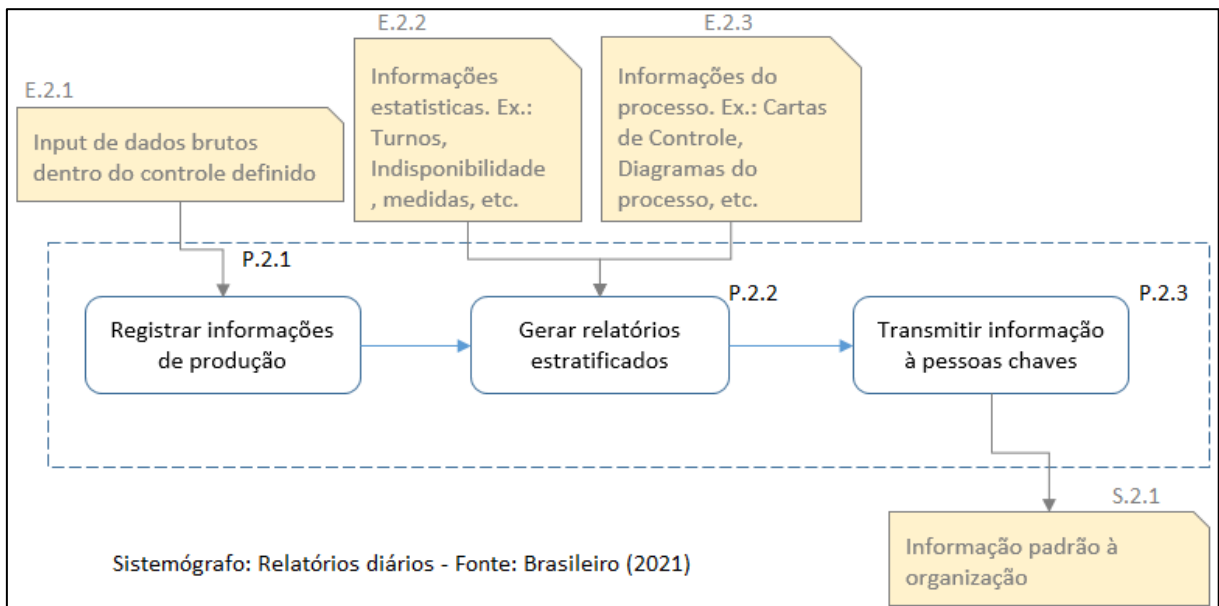 E.2.1
Input de dados brutos
dentro do controle definido
E.2.2
Informações
estatisticas. Ex.:
Turnos,
Indisponibilidade
, medidas, etc.
E.2.3
Informações do
processo. Ex.: Cartas
de Controle,
Diagramas do
processo, etc.
P.2.1
Registrar informações
de produção
P.2.2
Gerar relatórios
estratificados
P.2.3
Transmitir informação
à pessoas chaves
S.2.1
Informação padrão à
organização
Sistemógrafo: Relatórios diários - Fonte: Brasileiro (2021)